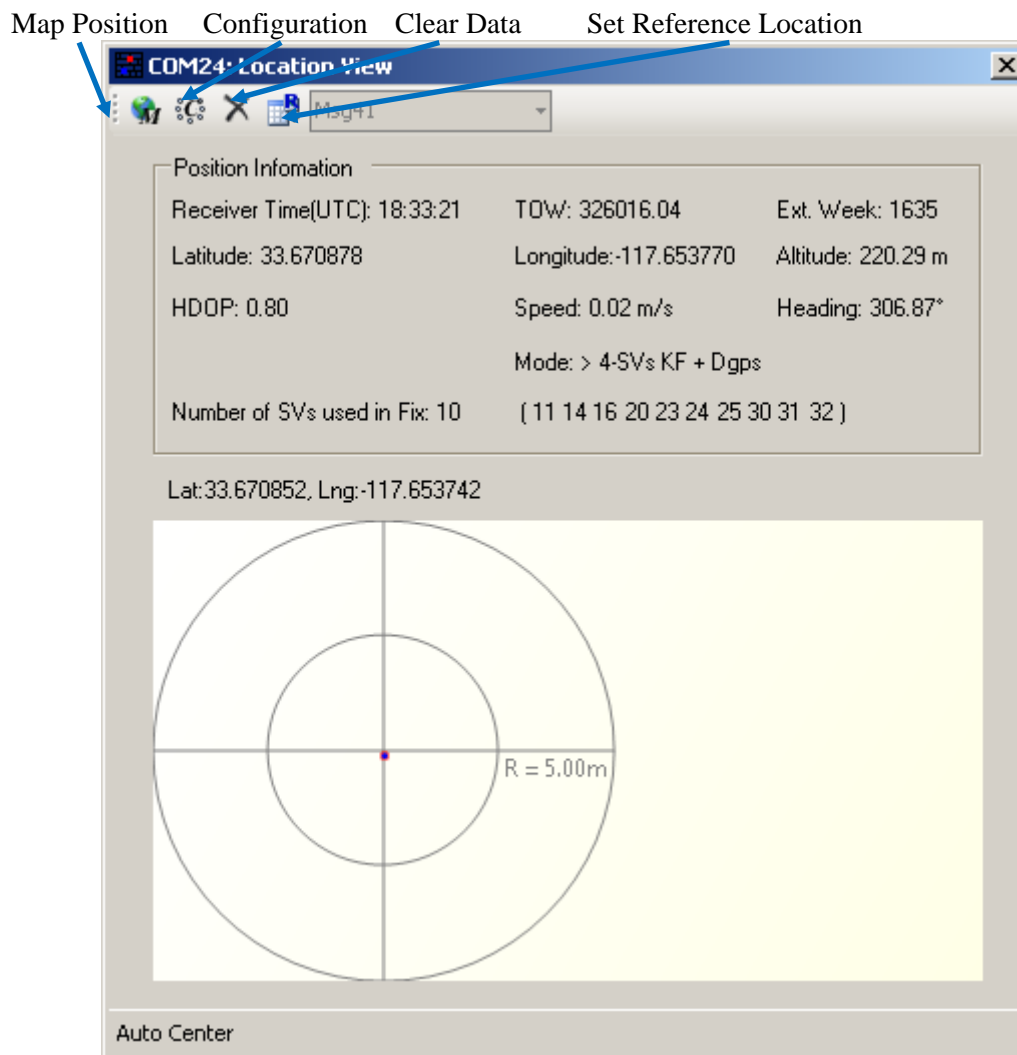 Map Position Configuration Clear Data Set Reference Location
COM24: Location View
Msg41
Position Infomation
Receiver Time(UTC): 18:33:21 TOW: 326016.04 Ext. Week: 1635
Latitude: 33.670878 Longitude:-117.653770 Altitude: 220.29 m
HDOP: 0.80 Speed: 0.02 m/s Heading: 306.87°
Mode: > 4-SVs KF + Dgps
Number of SVs used in Fix: 10 ( 11 14 16 20 23 24 25 30 31 32 )
Lat:33.670852, Lng:-117.653742
R = 5.00m
Auto Center